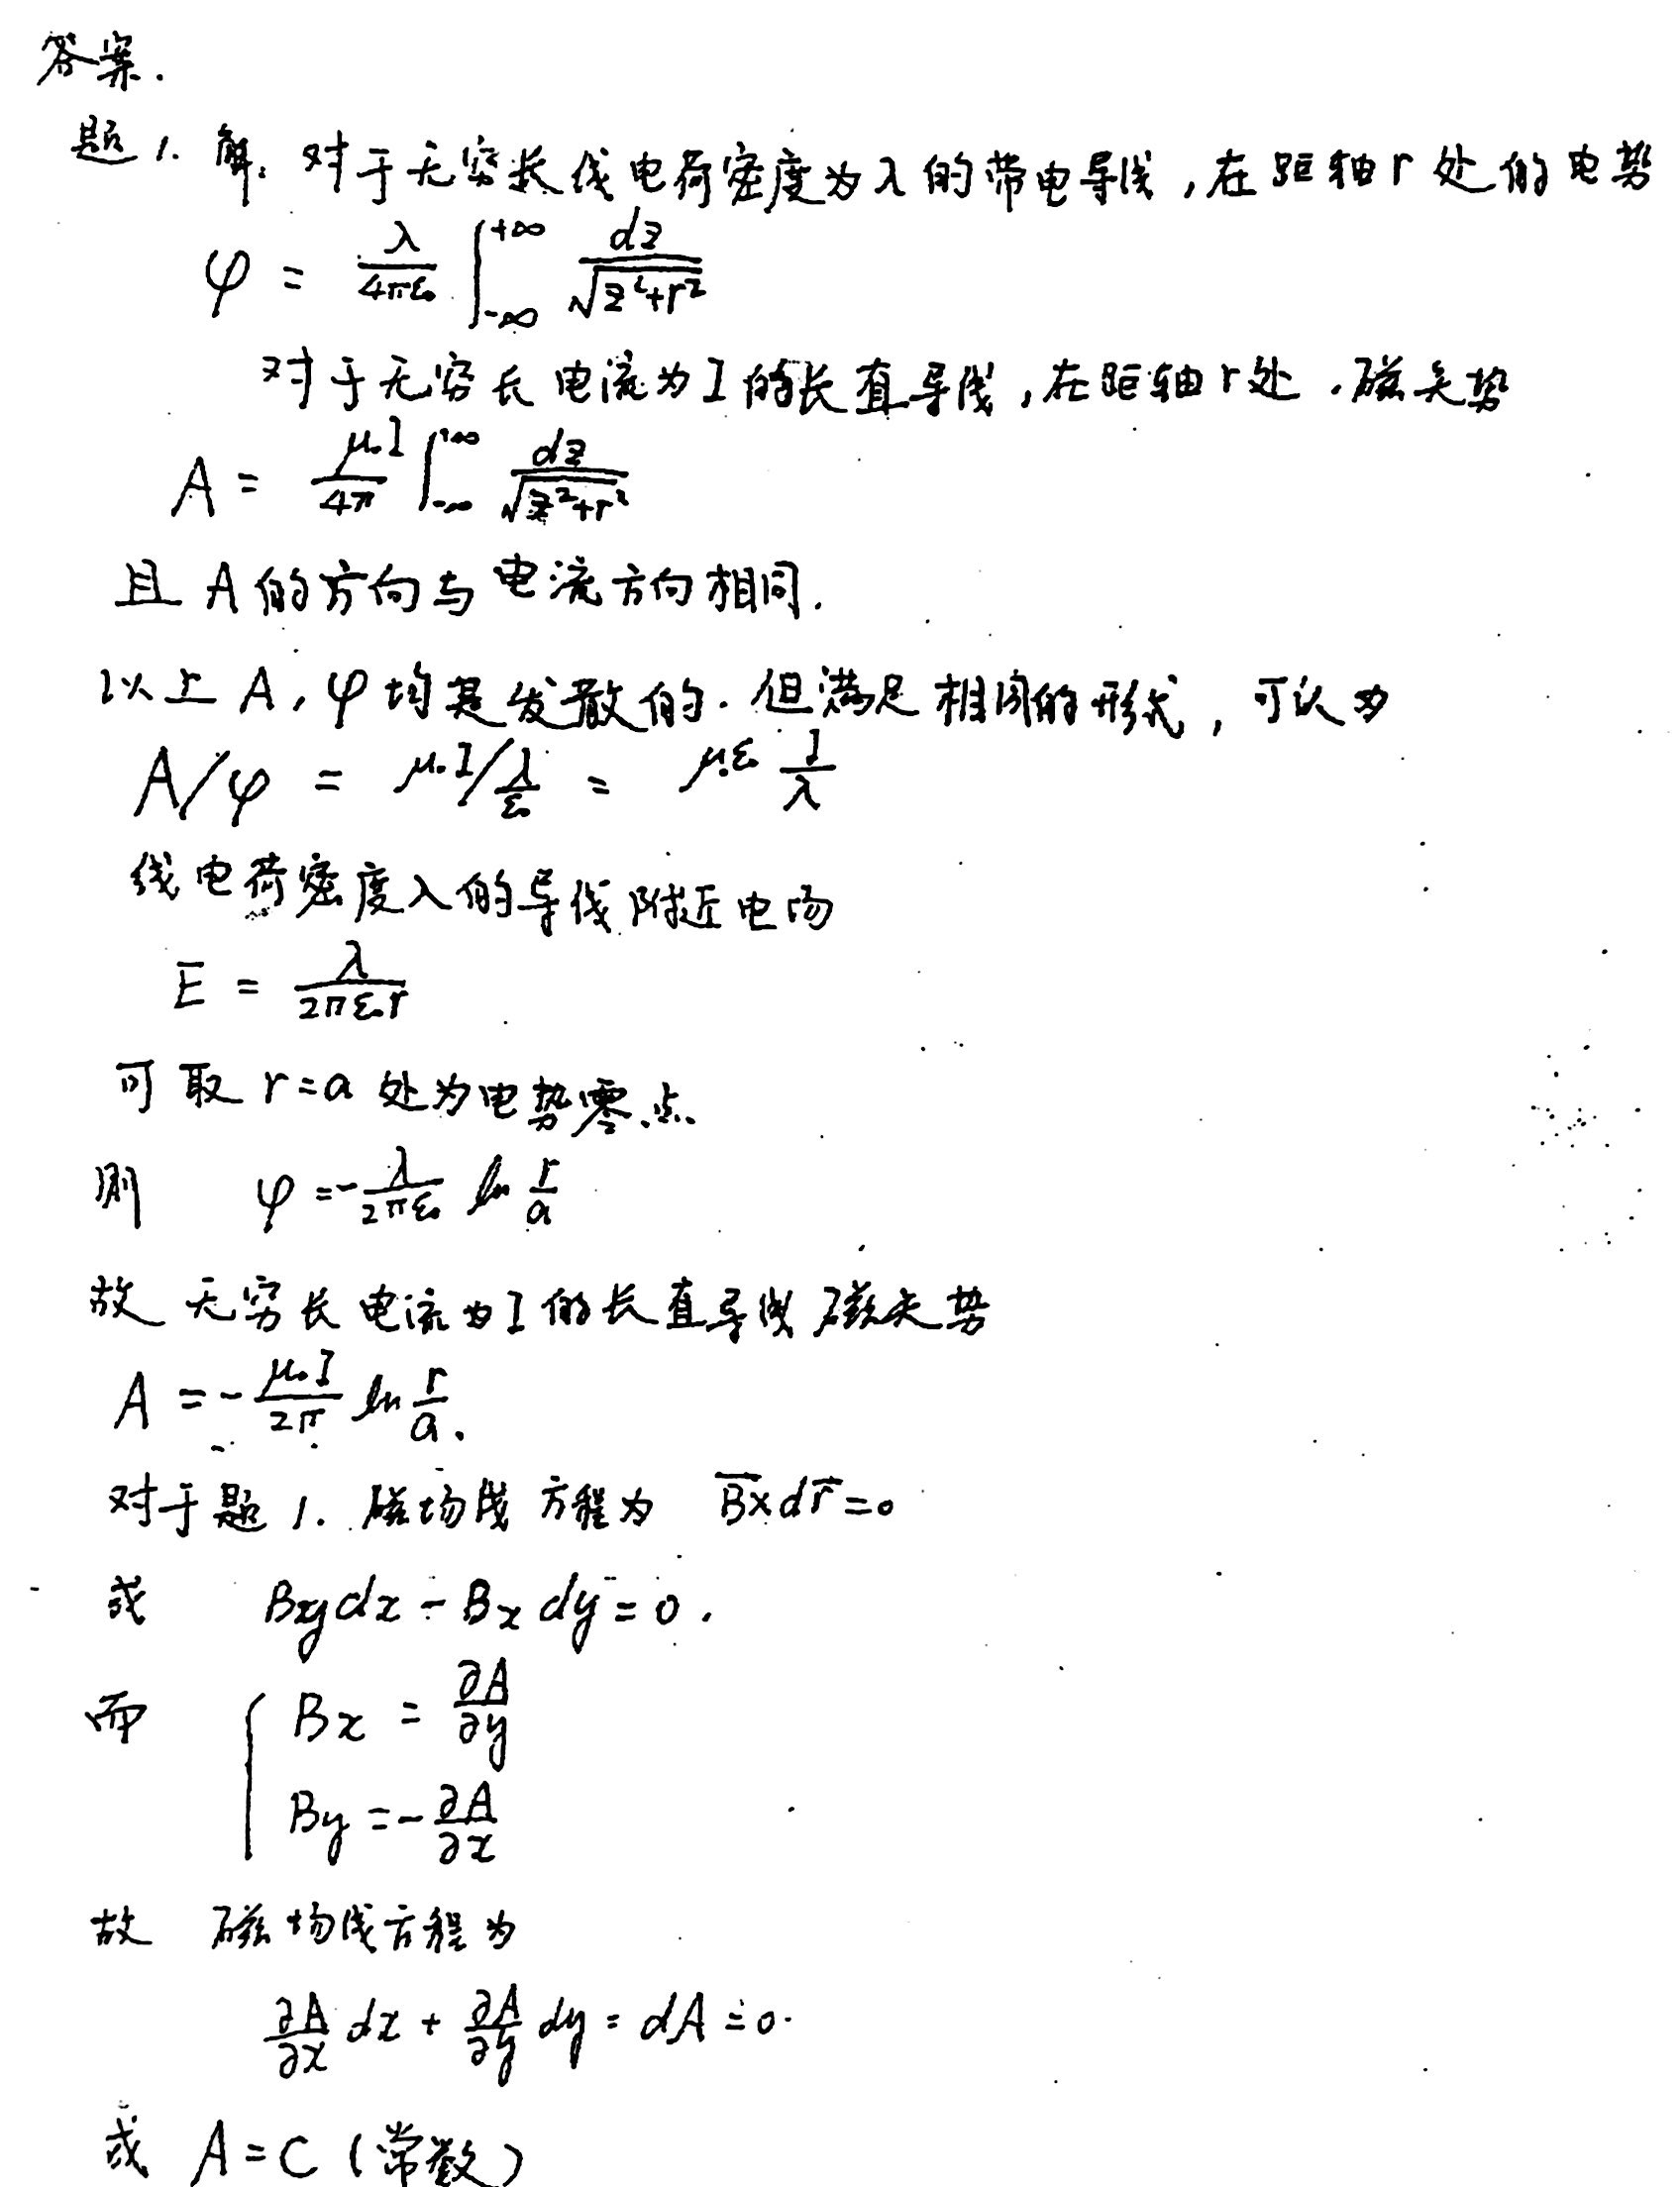 答案.
题1. 解: 对于无穷长线电荷密度为λ的带电导线,在距轴r处的电势
φ = λ/4πε₀ ∫_{-∞}^{+∞} dz/√(z²+r²)
对于无穷长电流为I的长直导线,在距轴r处.磁矢势
A = μ₀I/4π ∫_{-∞}^{+∞} dz/√(z²+r²)
且A的方向与电流方向相同.
以上A,φ均是发散的.但满足相同的形式,可认为
A/φ = μ₀I/(λ/ε₀) = μ₀ε₀ I/λ
线电荷密度λ的导线附近电场
E = λ/2πε₀r
可取 r=a 处为电势零点.
则 φ = -λ/2πε₀ ln r/a
故 无穷长电流为I的长直导线磁矢势
A = -μ₀I/2π ln r/a.
对于题1. 磁场线方程为 B̄×dr̄=0
或 Bydx - Bxdy = 0.
而 { Bx = ∂A/∂y
By = -∂A/∂x
故 磁场线方程为
∂A/∂x dx + ∂A/∂y dy = dA = 0.
或 A=C (常数)